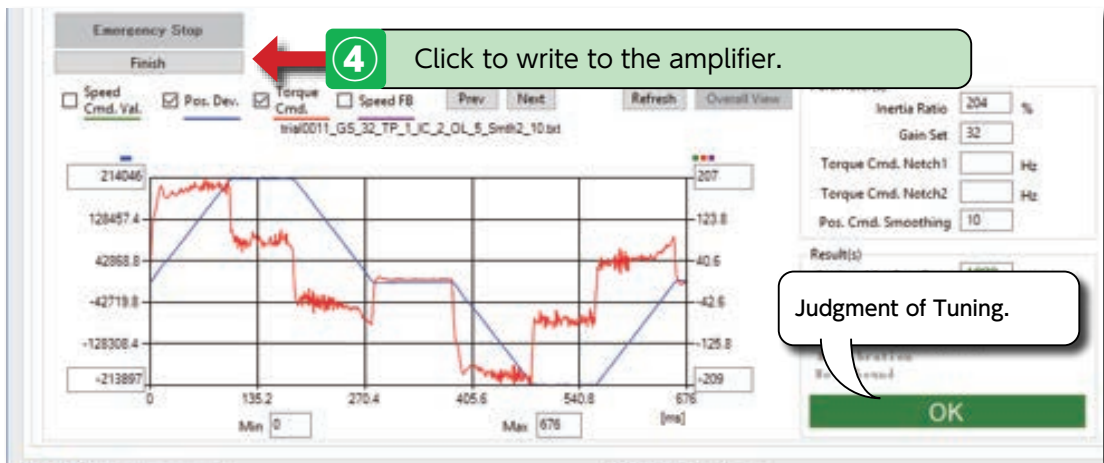 Emergency Stop
Finish
④ Click to write to the amplifier.
Speed Cmd. Val.
Pos. Dev.
Torque Cmd.
Speed FB
Prev
Next
Refresh
Overall View
trial0011_GS_32_TP_1_IC_2_OL_5_Smth2_10.txt
Inertia Ratio 204 %
Gain Set 32
Torque Cmd. Notch1 Hz
Torque Cmd. Notch2 Hz
Pos. Cmd. Smoothing 10
Result(s)
Judgment of Tuning.
OK
214046
128457.4
42868.8
-42719.8
-128308.4
-213897
207
123.8
40.6
-42.6
-125.8
-209
0 135.2 270.4 405.6 540.8 676
[ms]
Min 0 Max 676